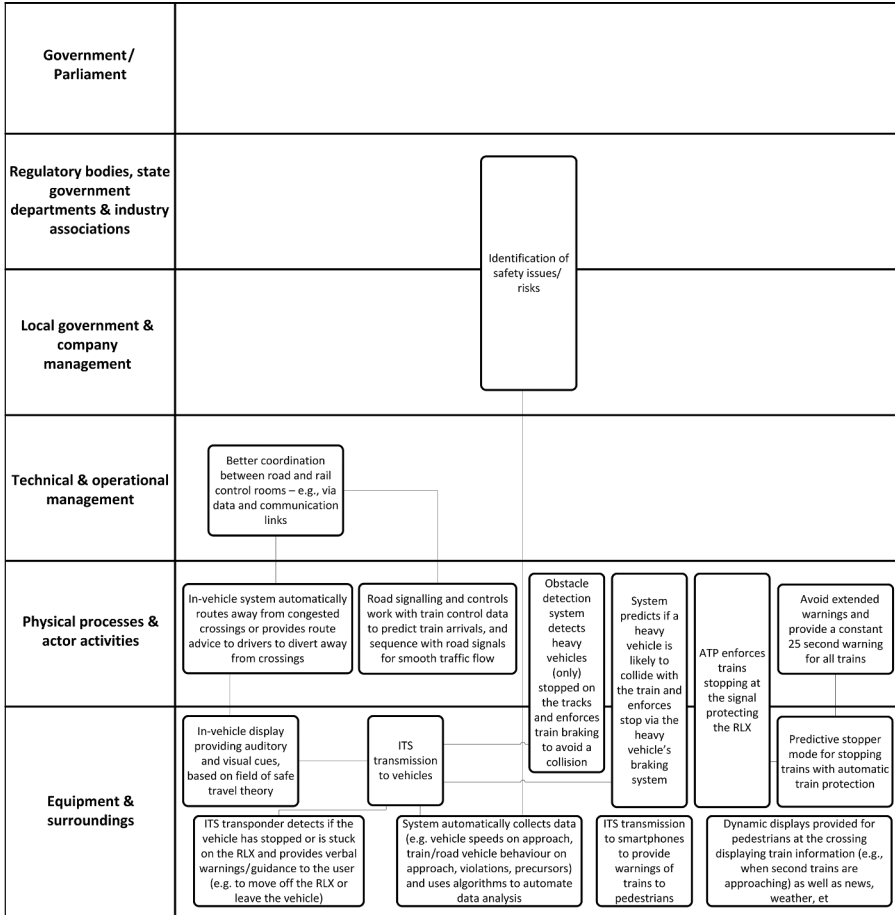 Government/
Parliament
Regulatory bodies, state
government
departments & industry
associations
Identification of
safety issues/
risks
Local government &
company
management
Technical & operational
management
Better coordination
between road and rail
control rooms – e.g., via
data and communication
links
Physical processes &
actor activities
In-vehicle system automatically
routes away from congested
crossings or provides route
advice to drivers to divert away
from crossings
Road signalling and controls
work with train control data
to predict train arrivals, and
sequence with road signals
for smooth traffic flow
Obstacle
detection
system
detects
heavy
vehicles
(only)
stopped on
the tracks
and enforces
train braking
to avoid a
collision
System
predicts if a
heavy
vehicle is
likely to
collide with
the train and
enforces
stop via the
heavy
vehicle’s
braking
system
ATP enforces
trains
stopping at
the signal
protecting
the RLX
Avoid extended
warnings and
provide a constant
25 second warning
for all trains
Equipment &
surroundings
In-vehicle display
providing auditory
and visual cues,
based on field of safe
travel theory
ITS
transmission
to vehicles
Predictive stopper
mode for stopping
trains with automatic
train protection
ITS transponder detects if the
vehicle has stopped or is stuck
on the RLX and provides verbal
warnings/guidance to the user
(e.g. to move off the RLX or
leave the vehicle)
System automatically collects data
(e.g. vehicle speeds on approach,
train/road vehicle behaviour on
approach, violations, precursors)
and uses algorithms to automate
data analysis
ITS transmission
to smartphones
to provide
warnings of
trains to
pedestrians
Dynamic displays provided for
pedestrians at the crossing
displaying train information (e.g.,
when second trains are
approaching) as well as news,
weather, et